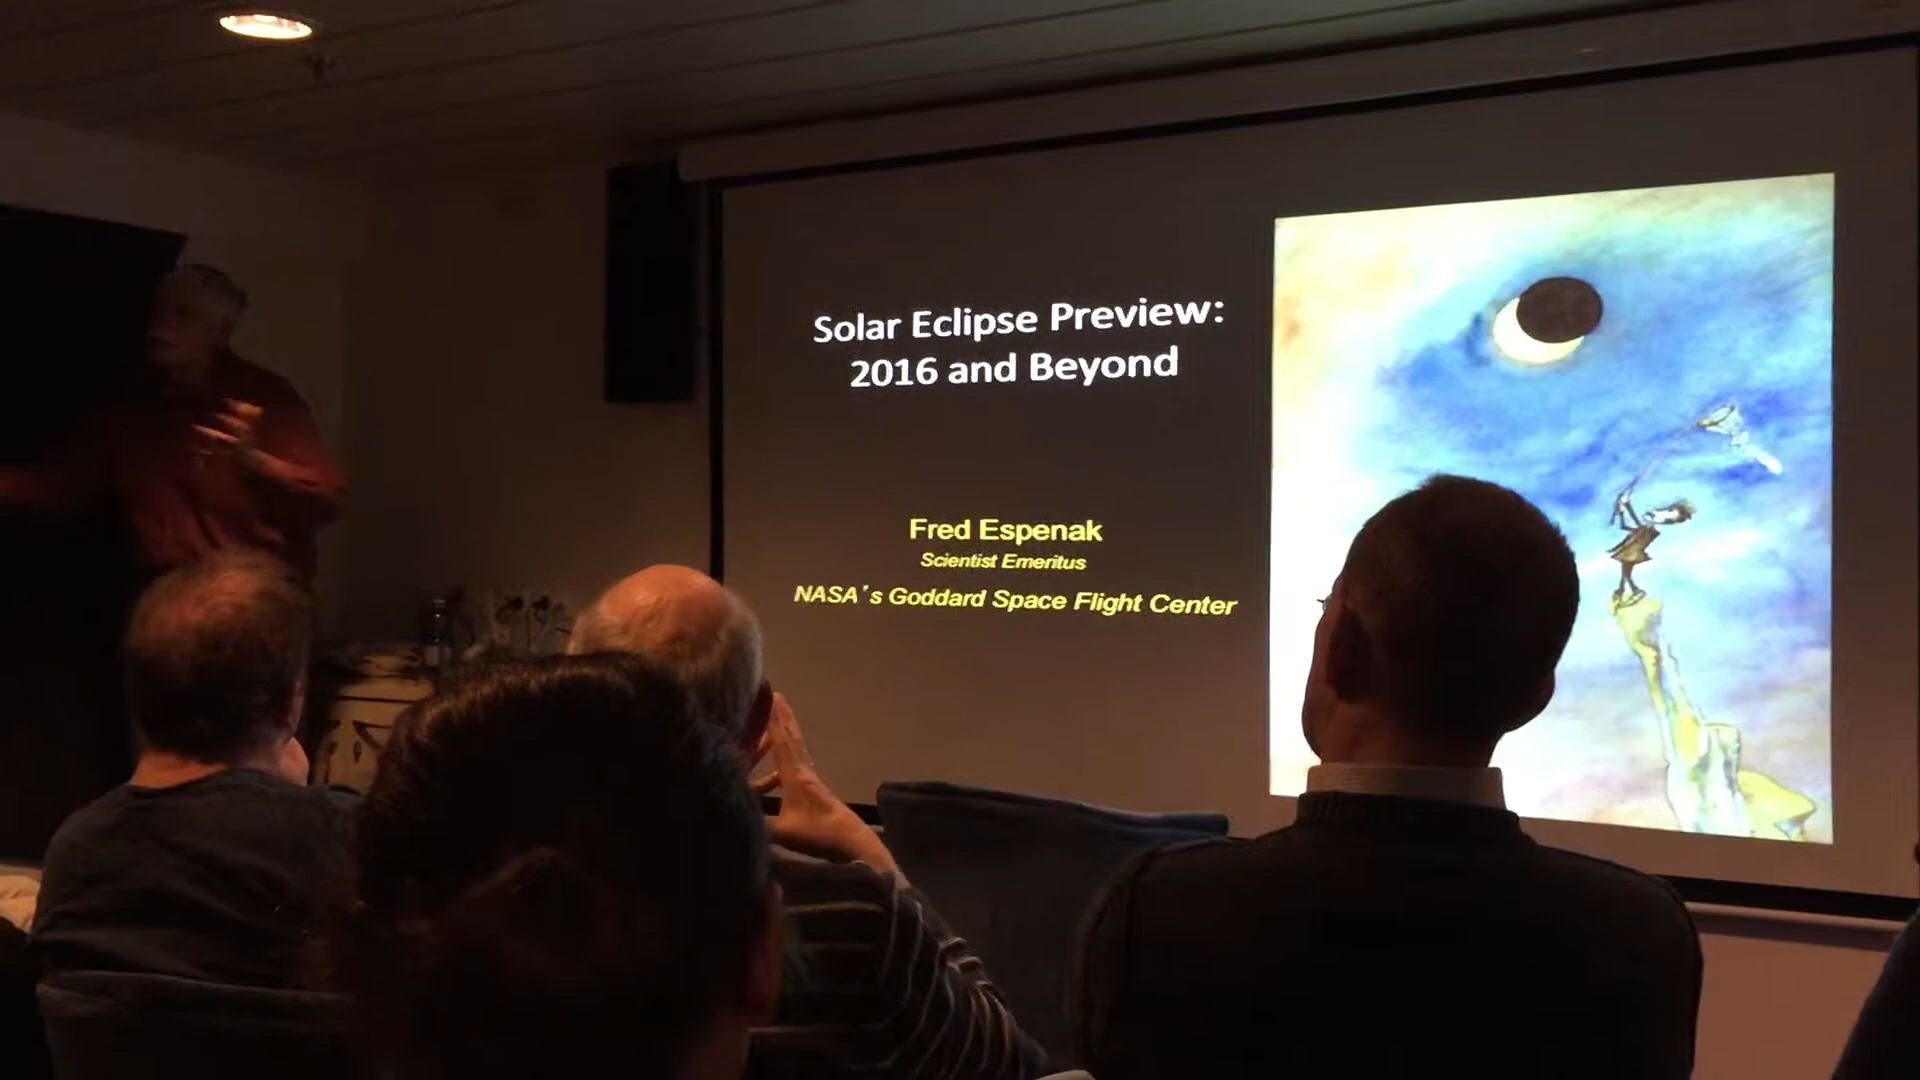 Solar Eclipse Preview:
2016 and Beyond
Fred Espenak
Scientist Emeritus
NASA's Goddard Space Flight Center